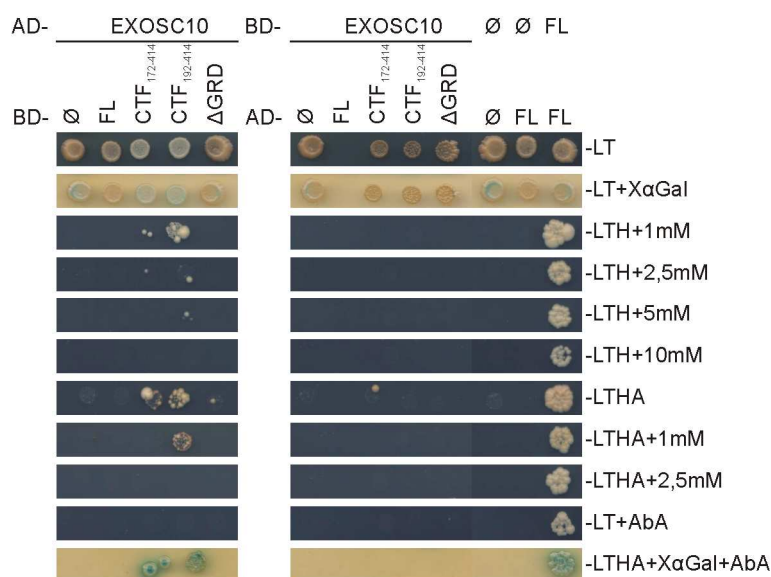 AD- EXOSC10 BD- EXOSC10 Ø Ø FL
BD- Ø FL CTF172-414 CTF192-414 ΔGRD AD- Ø FL CTF172-414 CTF192-414 ΔGRD Ø FL FL
-LT
-LT+XαGal
-LTH+1mM
-LTH+2,5mM
-LTH+5mM
-LTH+10mM
-LTHA
-LTHA+1mM
-LTHA+2,5mM
-LT+AbA
-LTHA+XαGal+AbA